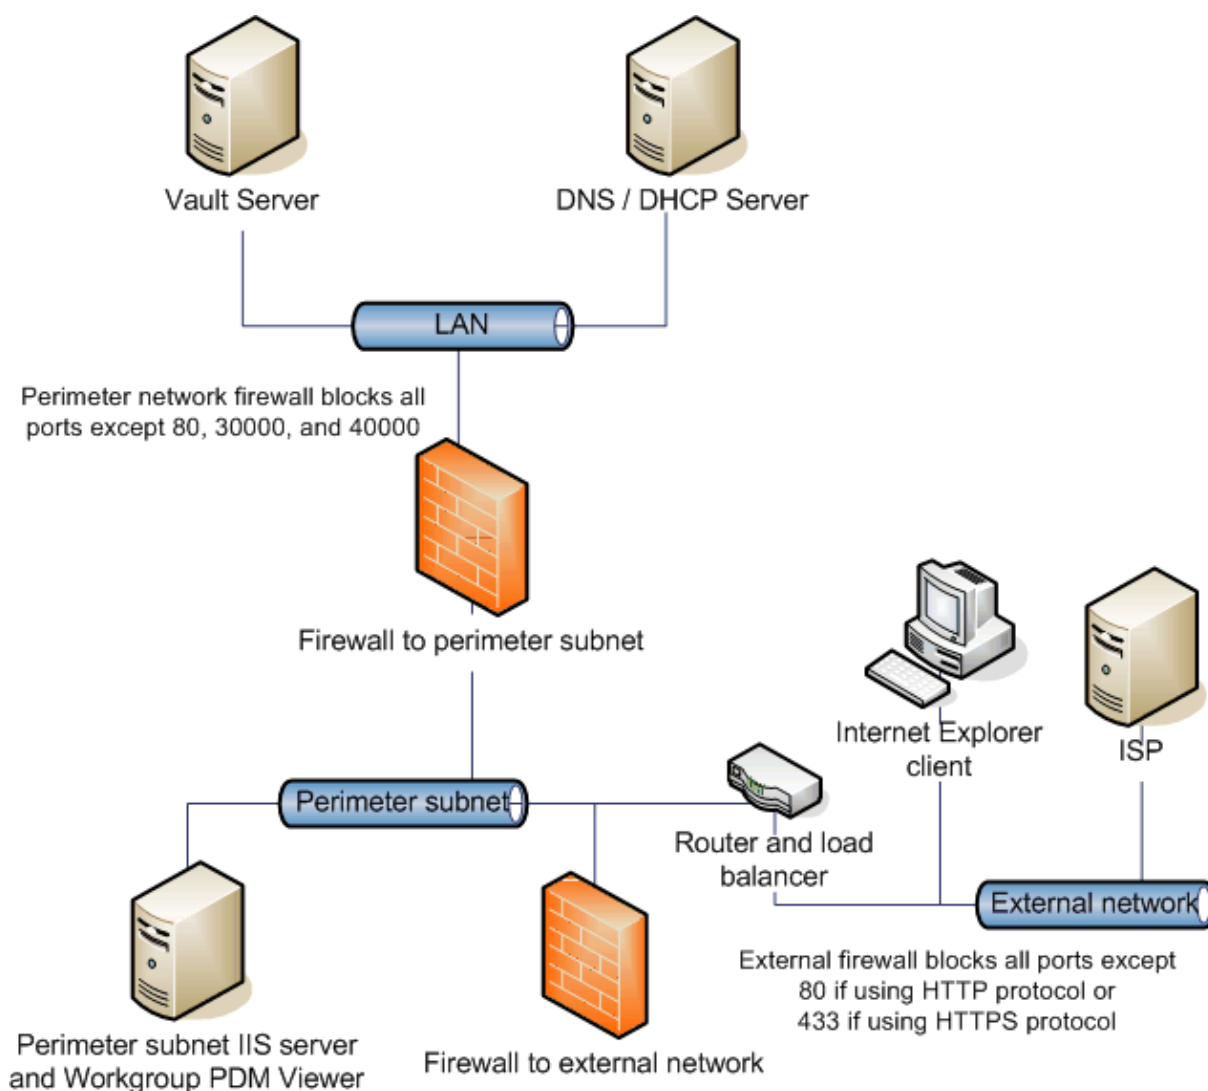 Vault Server
DNS / DHCP Server
LAN
Perimeter network firewall blocks all
ports except 80, 30000, and 40000
Firewall to perimeter subnet
Internet Explorer
client
ISP
Perimeter subnet
Router and load
balancer
External network
External firewall blocks all ports except
80 if using HTTP protocol or
433 if using HTTPS protocol
Perimeter subnet IIS server
and Workgroup PDM Viewer
Firewall to external network